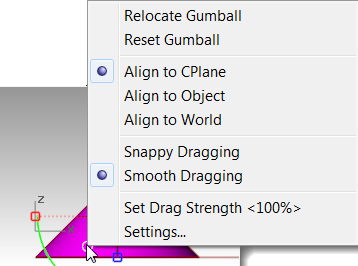 Relocate Gumball
Reset Gumball
Align to CPlane
Align to Object
Align to World
Snappy Dragging
Smooth Dragging
Set Drag Strength <100%>
Settings...
z